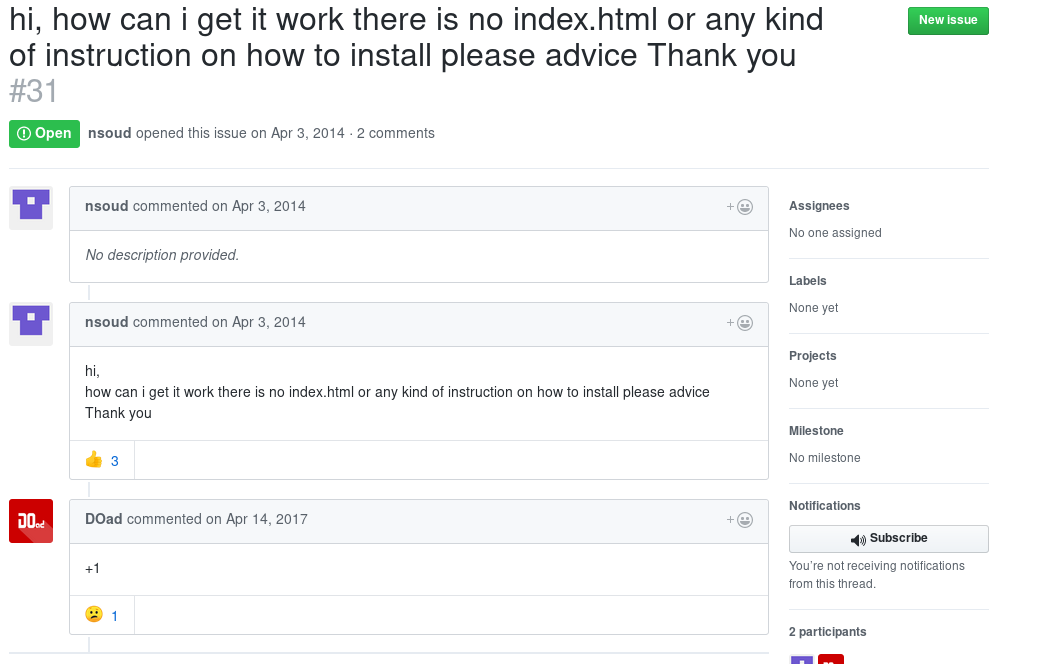 hi, how can i get it work there is no index.html or any kind
of instruction on how to install please advice Thank you
#31
New issue
Open nsoud opened this issue on Apr 3, 2014 · 2 comments
nsoud commented on Apr 3, 2014
No description provided.
nsoud commented on Apr 3, 2014
hi,
how can i get it work there is no index.html or any kind of instruction on how to install please advice
Thank you
👍 3
DOad
DOad commented on Apr 14, 2017
+1
😕 1
Assignees
No one assigned
Labels
None yet
Projects
None yet
Milestone
No milestone
Notifications
Subscribe
You’re not receiving notifications
from this thread.
2 participants